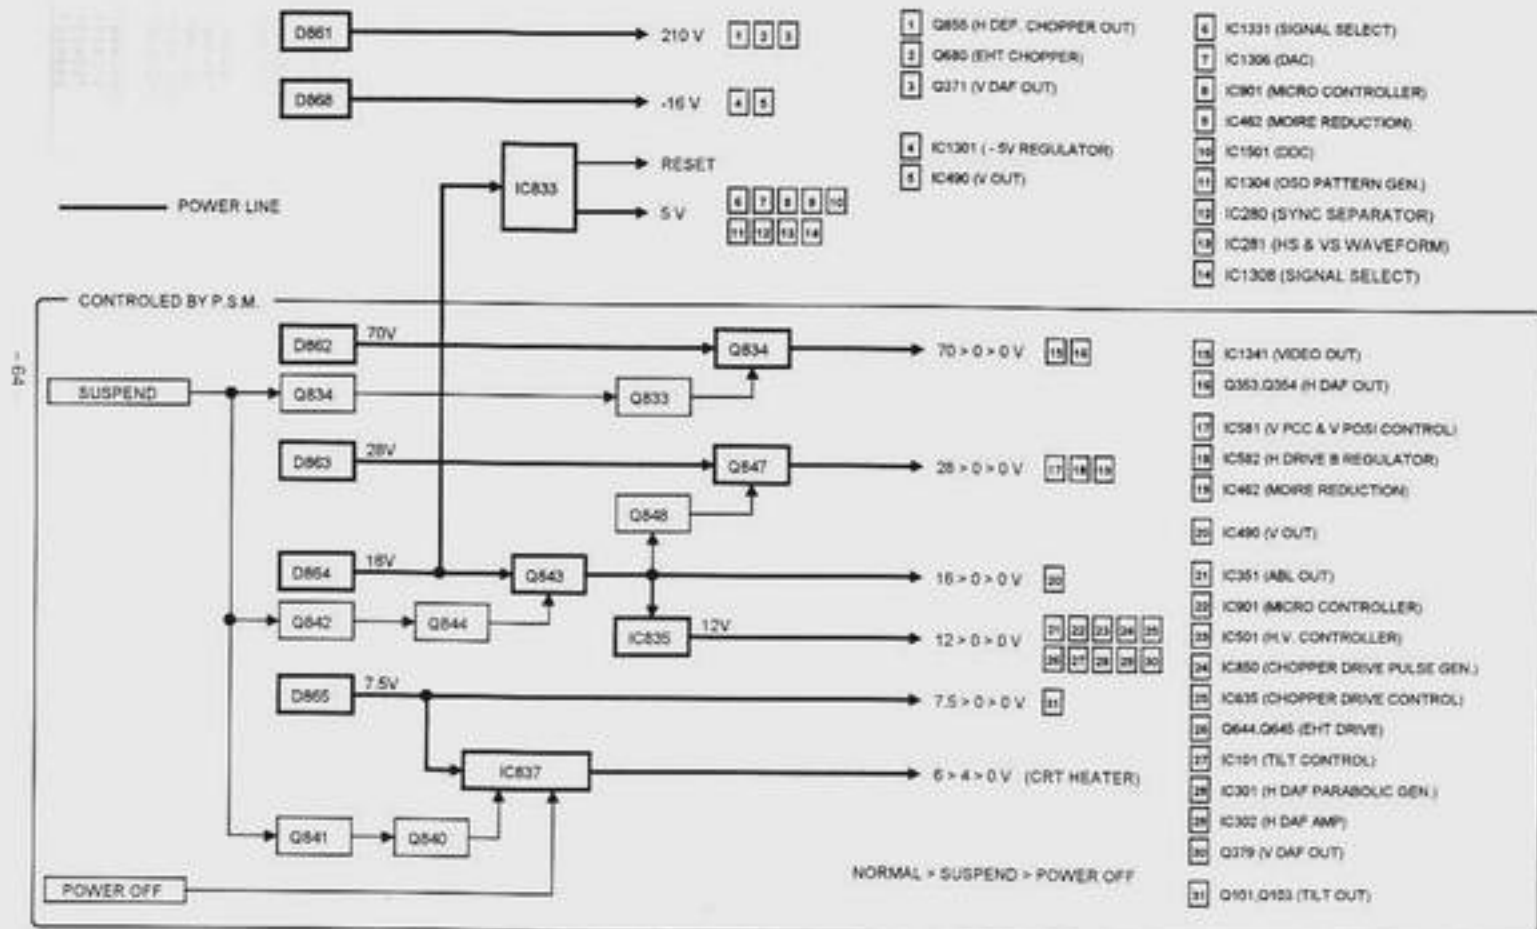 D861
210 V 1 2 3
D868
-16 V 4 5
IC833
RESET
5 V 6 7 8 9 10
11 12 13 14
POWER LINE
1 Q855 (H DEF. CHOPPER OUT)
2 Q680 (EHT CHOPPER)
3 Q371 (V DAF OUT)
4 IC1301 ( - 5V REGULATOR)
5 IC490 (V OUT)
6 IC1331 (SIGNAL SELECT)
7 IC1306 (DAC)
8 IC901 (MICRO CONTROLLER)
9 IC462 (MOIRE REDUCTION)
10 IC1501 (DDC)
11 IC1304 (OSD PATTERN GEN.)
12 IC280 (SYNC SEPARATOR)
13 IC281 (HS & VS WAVEFORM)
14 IC1308 (SIGNAL SELECT)
- 64 -
CONTROLED BY P.S.M.
D862 70V
Q834
70 > 0 > 0 V 15 16
SUSPEND
Q834
Q833
D863 28V
Q847
28 > 0 > 0 V 17 18 19
Q848
D864 16V
Q843
16 > 0 > 0 V 20
Q842
Q844
IC835
12V
12 > 0 > 0 V 21 22 23 24 25
26 27 28 29 30
D865 7.5V
7.5 > 0 > 0 V 31
IC837
6 > 4 > 0 V (CRT HEATER)
Q841
Q840
POWER OFF
NORMAL > SUSPEND > POWER OFF
15 IC1341 (VIDEO OUT)
16 Q353,Q354 (H DAF OUT)
17 IC581 (V PCC & V POSI CONTROL)
18 IC582 (H DRIVE B REGULATOR)
19 IC462 (MOIRE REDUCTION)
20 IC490 (V OUT)
21 IC351 (ABL OUT)
22 IC901 (MICRO CONTROLLER)
23 IC501 (H.V. CONTROLLER)
24 IC850 (CHOPPER DRIVE PULSE GEN.)
25 IC635 (CHOPPER DRIVE CONTROL)
26 Q644,Q645 (EHT DRIVE)
27 IC101 (TILT CONTROL)
28 IC301 (H DAF PARABOLIC GEN.)
29 IC302 (H DAF AMP)
30 Q379 (V DAF OUT)
31 Q101,Q103 (TILT OUT)